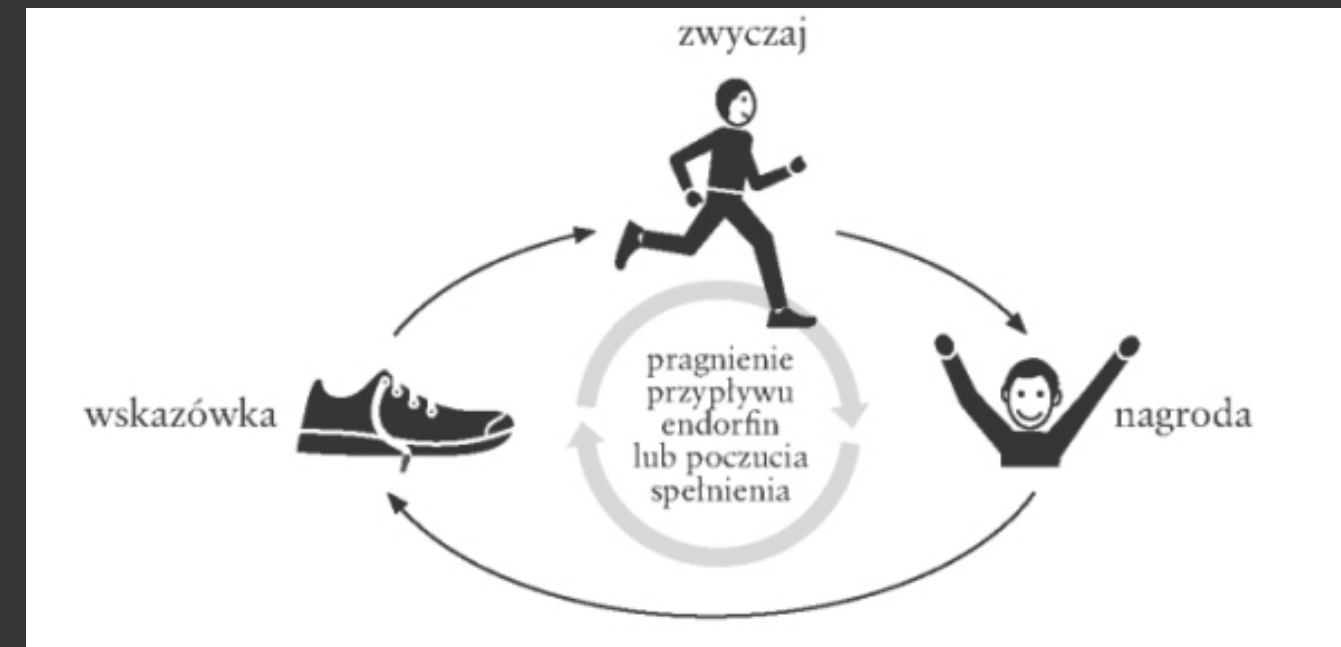 zwyczaj
wskazówka
pragnienie
przypływu
endorfin
lub poczucia
spełnienia
nagroda